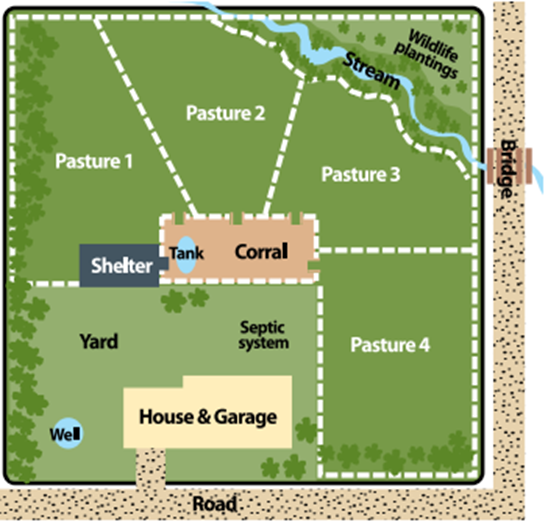 Wildlife
plantings
Stream
Pasture 2
Pasture 1
Pasture 3
Bridge
Tank
Corral
Shelter
Yard
Septic
system
Pasture 4
House & Garage
Well
Road